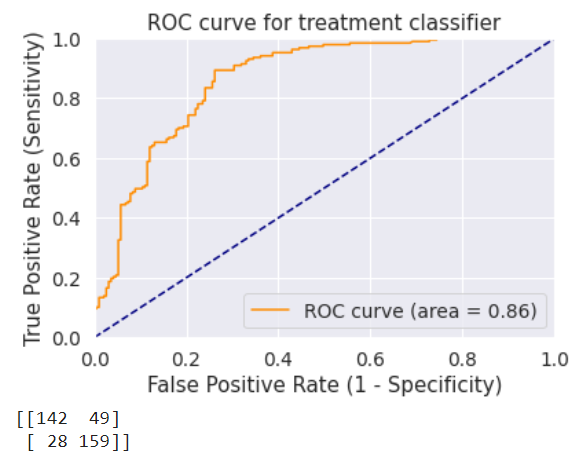 ROC curve for treatment classifier
True Positive Rate (Sensitivity)
1.0
0.8
0.6
0.4
0.2
0.0
ROC curve (area = 0.86)
0.0 0.2 0.4 0.6 0.8 1.0
False Positive Rate (1 - Specificity)
[[142 49]
[ 28 159]]